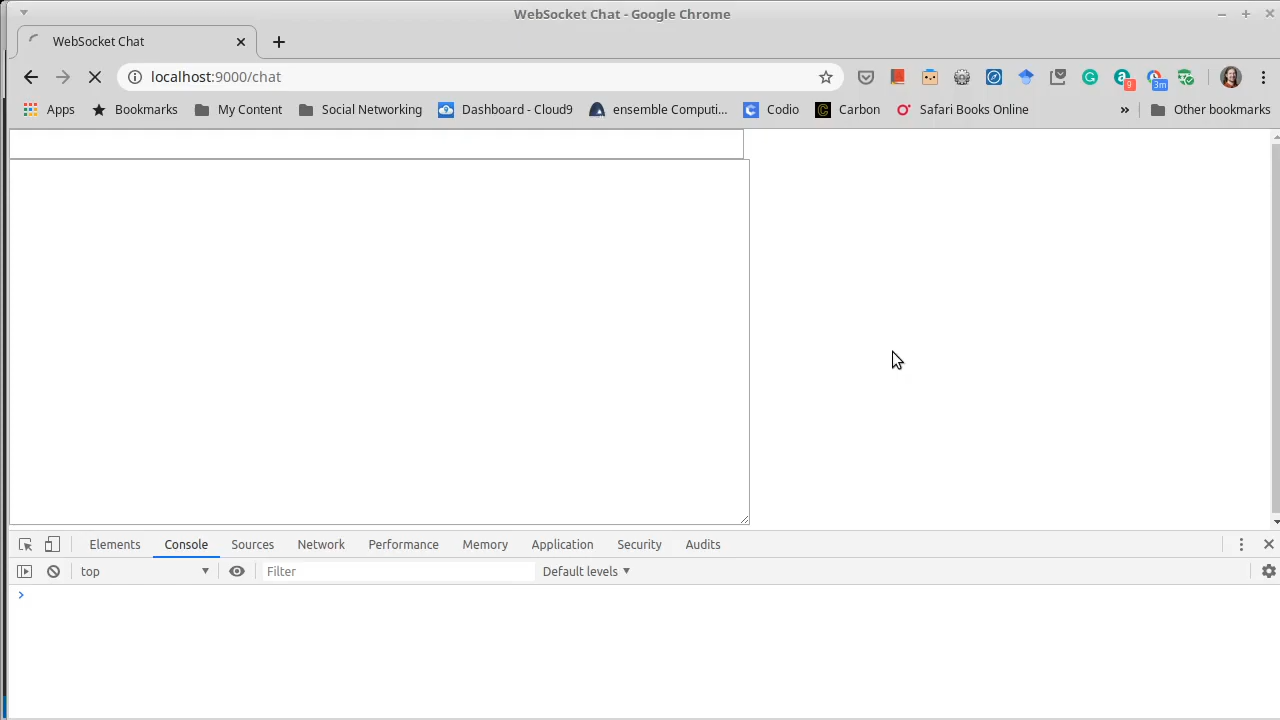 WebSocket Chat - Google Chrome
WebSocket Chat
localhost:9000/chat
9
3m
Apps Bookmarks My Content Social Networking Dashboard - Cloud9 ensemble Computi... Codio Carbon Safari Books Online » Other bookmarks
Elements Console Sources Network Performance Memory Application Security Audits
top Filter Default levels